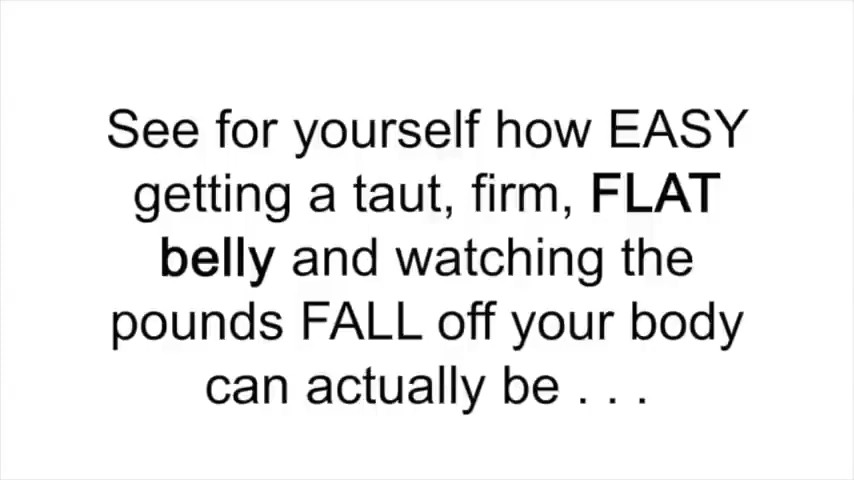 See for yourself how EASY
getting a taut, firm, FLAT
belly and watching the
pounds FALL off your body
can actually be . . .